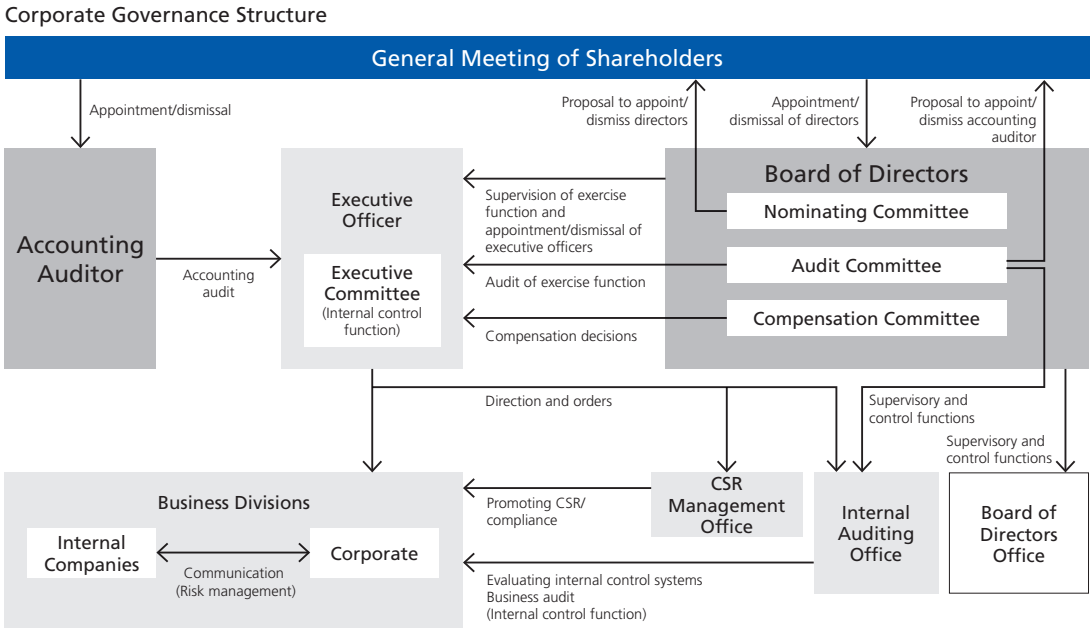 Corporate Governance Structure
General Meeting of Shareholders
Appointment/dismissal
Proposal to appoint/
dismiss directors
Appointment/
dismissal of directors
Proposal to appoint/
dismiss accounting
auditor
Accounting
Auditor
Accounting
audit
Executive
Officer
Executive
Committee
(Internal control
function)
Supervision of exercise
function and
appointment/dismissal of
executive officers
Audit of exercise function
Compensation decisions
Board of Directors
Nominating Committee
Audit Committee
Compensation Committee
Direction and orders
Supervisory and
control functions
Supervisory and
control functions
Business Divisions
Internal
Companies
Communication
(Risk management)
Corporate
Promoting CSR/
compliance
CSR
Management
Office
Evaluating internal control systems
Business audit
(Internal control function)
Internal
Auditing
Office
Board of
Directors
Office